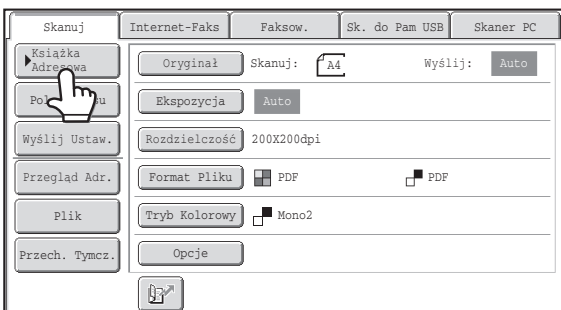 Skanuj Internet-Faks Faksow. Sk. do Pam USB Skaner PC
Książka
Adresowa
Oryginał Skanuj: A4 Wyślij: Auto
Ekspozycja Auto
Wyślij Ustaw. Rozdzielczość 200X200dpi
Przegląd Adr. Format Pliku PDF PDF
Plik Tryb Kolorowy Mono2
Przech. Tymcz. Opcje